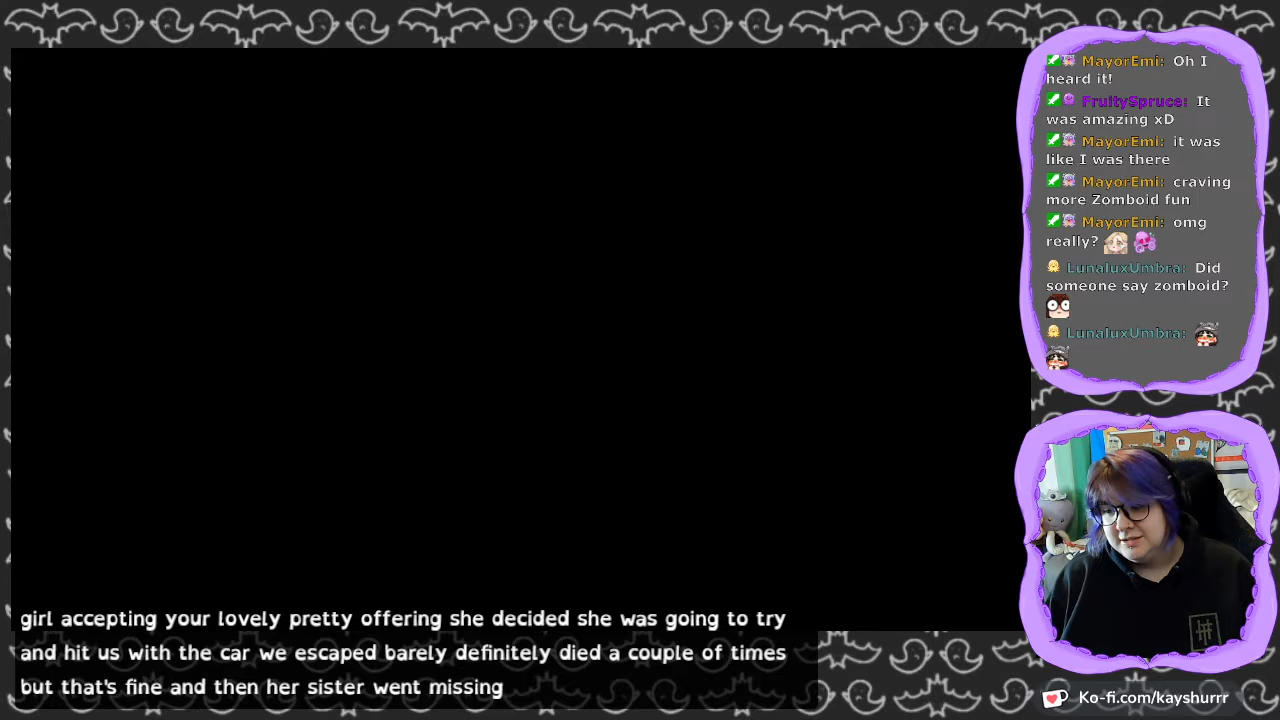 MayorEmi: Oh I
heard it!
FruitySpruce: It
was amazing xD
MayorEmi: it was
like I was there
MayorEmi: craving
more Zomboid fun
MayorEmi: omg
really?
LunaluxUmbra: Did
someone say zomboid?
LunaluxUmbra:
girl accepting your lovely pretty offering she decided she was going to try
and hit us with the car we escaped barely definitely died a couple of times
but that's fine and then her sister went missing
Ko-fi.com/kayshurrr